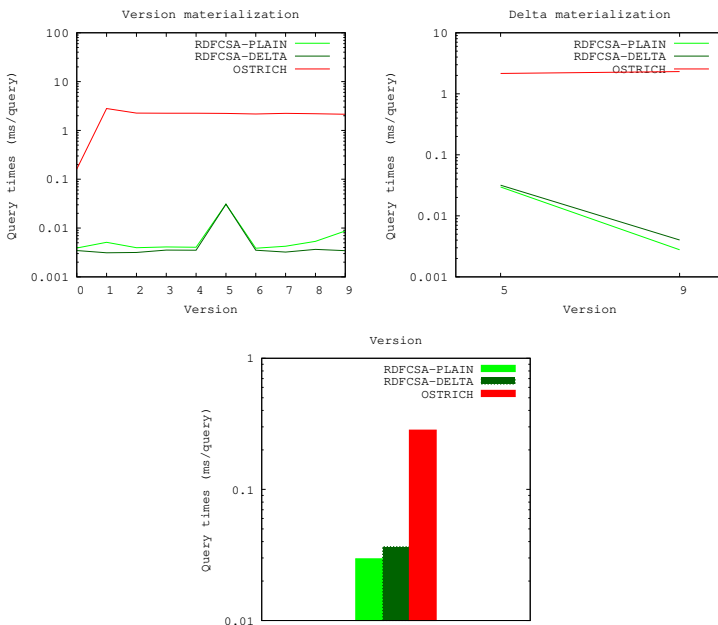 Version materialization
Query times (ms/query)
100
10
1
0.1
0.01
0.001
RDFCSA-PLAIN
RDFCSA-DELTA
OSTRICH
0 1 2 3 4 5 6 7 8 9
Version
Delta materialization
Query times (ms/query)
10
1
0.1
0.01
0.001
RDFCSA-PLAIN
RDFCSA-DELTA
OSTRICH
5 9
Version
Version
Query times (ms/query)
1
0.1
0.01
RDFCSA-PLAIN
RDFCSA-DELTA
OSTRICH